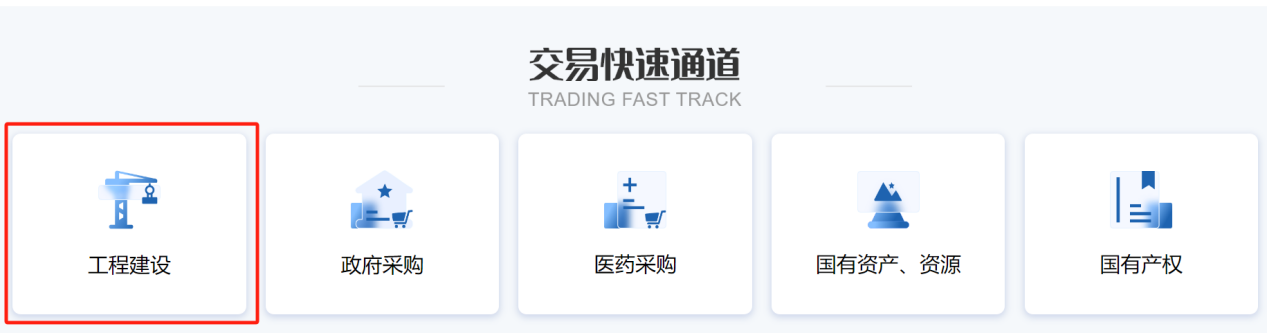 交易快速通道
TRADING FAST TRACK
工程建设
政府采购
医药采购
国有资产、资源
国有产权